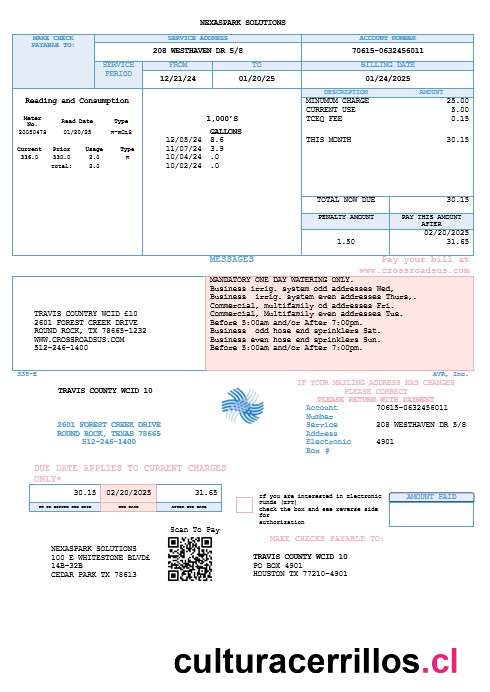 NEXASPARK SOLUTIONS
MAKE CHECK PAYABLE TO:
SERVICE ADDRESS
ACCOUNT NUMBER
208 WESTHAVEN DR 5/8
70615-0632456011
SERVICE PERIOD
FROM
TO
BILLING DATE
12/21/24
01/20/25
01/24/2025
Reading and Consumption
Meter No.
Read Date
Type
20050478
01/20/25
Current
Prior
Usage
Type
336.0
330.0
2.0
M
Total:
2.0
1,000'S
GALLONS
12/05/24 8.6
11/07/24 3.9
10/04/24 .0
10/02/24 .0
DESCRIPTION
AMOUNT
MINUMUM CHARGE 25.00
CURRENT USE 5.00
TCEQ FEE 0.15
THIS MONTH 30.15
TOTAL NOW DUE 30.15
PENALTY AMOUNT
PAY THIS AMOUNT AFTER
02/20/2025
1.50
31.65
MESSAGES
Pay your bill at
www.crossroadsus.com
TRAVIS COUNTRY WCID £10
2601 FOREST CREEK DRIVE
ROUND ROCK, TX 78665-1232
WWW.CROSSROADSUS.COM
512-246-1400
MANDATORY ONE DAY WATERING ONLY.
Business irrig. system odd addresses Wed,
Business irrig. system even addresses Thurs,.
Commercial, multifamily od addresses Fri.
Commercial, Multifamily even addresses Tue.
Before 5:00am and/or After 7:00pm.
Business odd hose end sprinklers Sat.
Business even hose end sprinklers Sun.
Before 5:00am and/or After 7:00pm.
AVR, Inc.
TRAVIS COUNTY WCID 10
2601 FOREST CREEK DRIVE
ROUND ROCK, TEXAS 78665
512-246-1400
IF YOUR MAILING ADDRESS HAS CHANGES
PLEASE CORRECT
PLEASE RETURN WITH PAYMENT
Account Number
70615-0632456011
Service Address
208 WESTHAVEN DR 5/8
Electronic Box #
4901
DUE DATE APPLIES TO CURRENT CHARGES
ONLY*
30.15
02/20/2025
31.65
DUE DATE
AFTER DUE DATE
if you are interested in Electronic
Funds (EFT)
check the box and see reverse side
for
authorization
AMOUNT PAID
Scan To Pay
MAKE CHECKS PAYABLE TO:
NEXASPARK SOLUTIONS
100 E WHITESTONE BLVD£
14B-32B
CEDAR PARK TX 78613
TRAVIS COUNTY WCID 10
PO BOX 4901
HOUSTON TX 77210-4901
culturacerrillos.cl